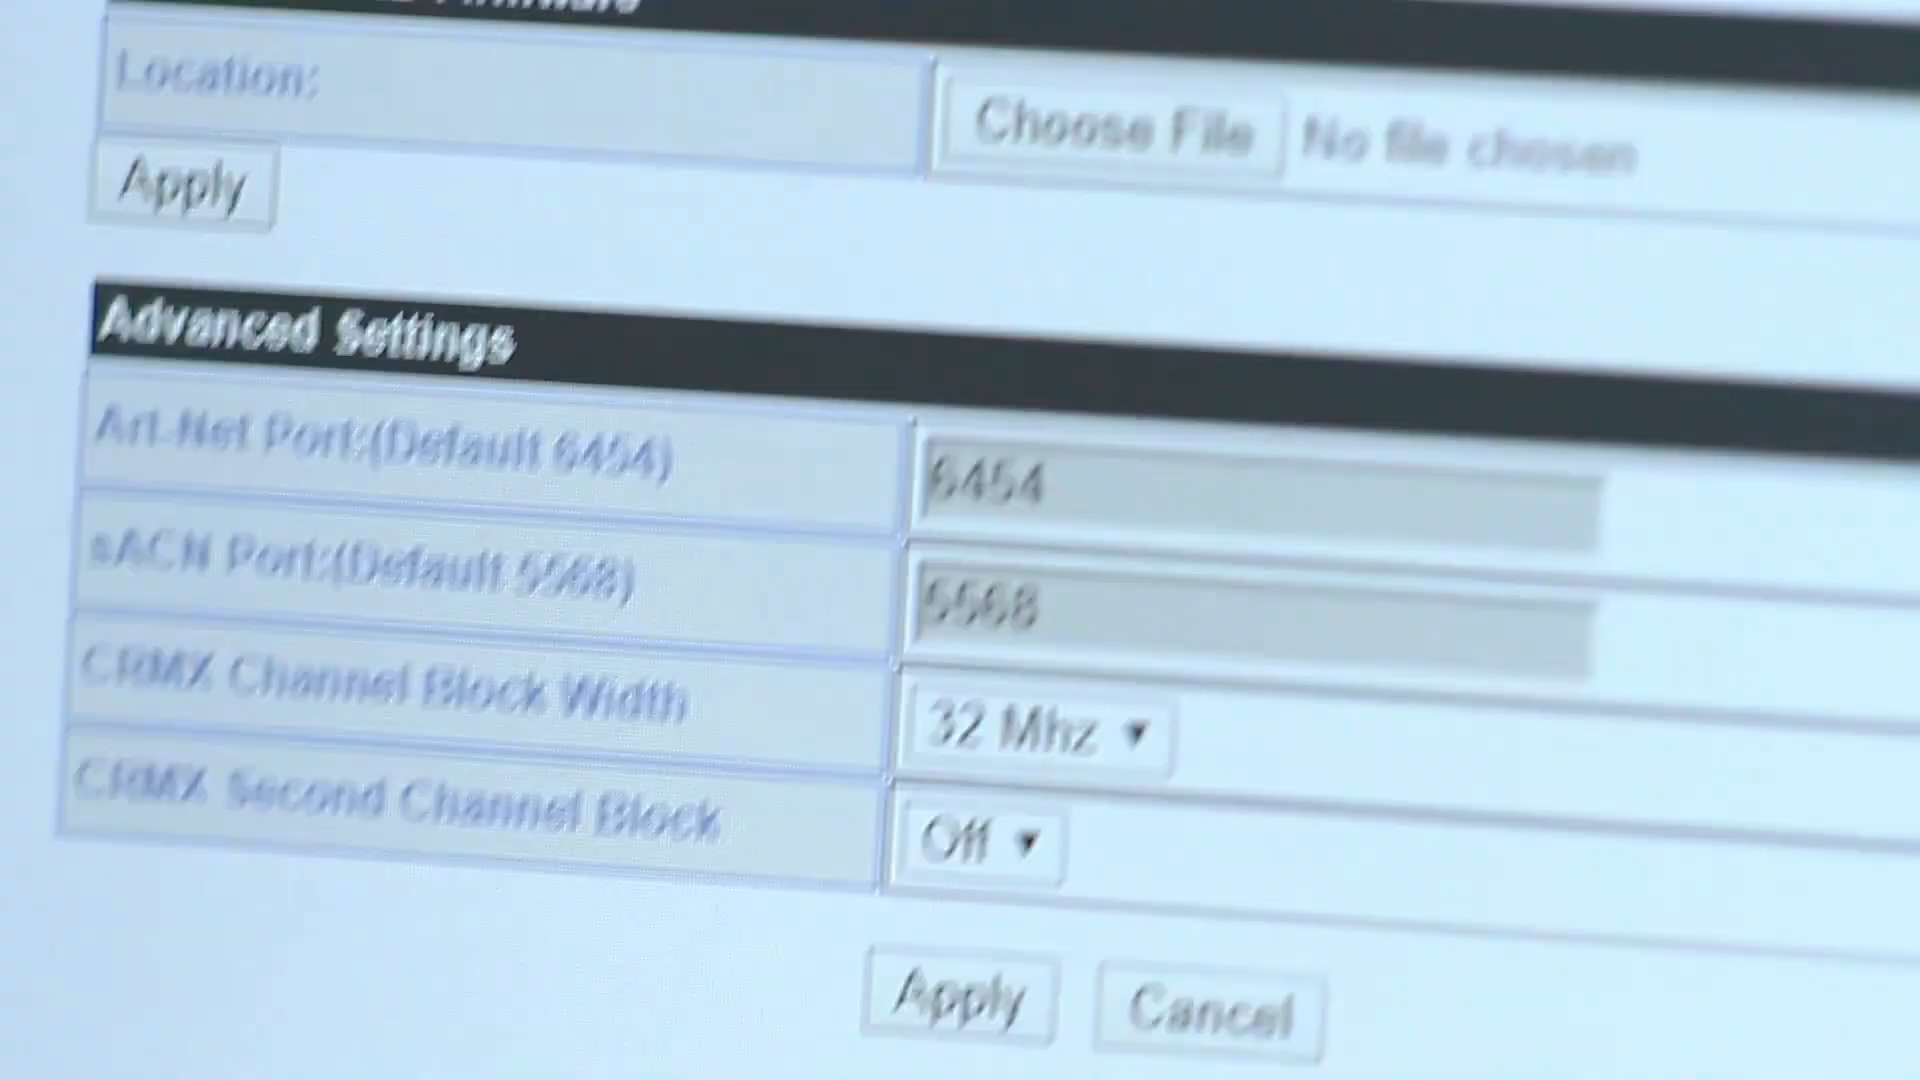 Firmware
Location:
Choose File No file chosen
Apply
Advanced Settings
Art-Net Port:(Default 6454)
6454
sACN Port:(Default 5568)
5568
CRMX Channel Block Width
32 Mhz
CRMX Second Channel Block
Off
Apply Cancel